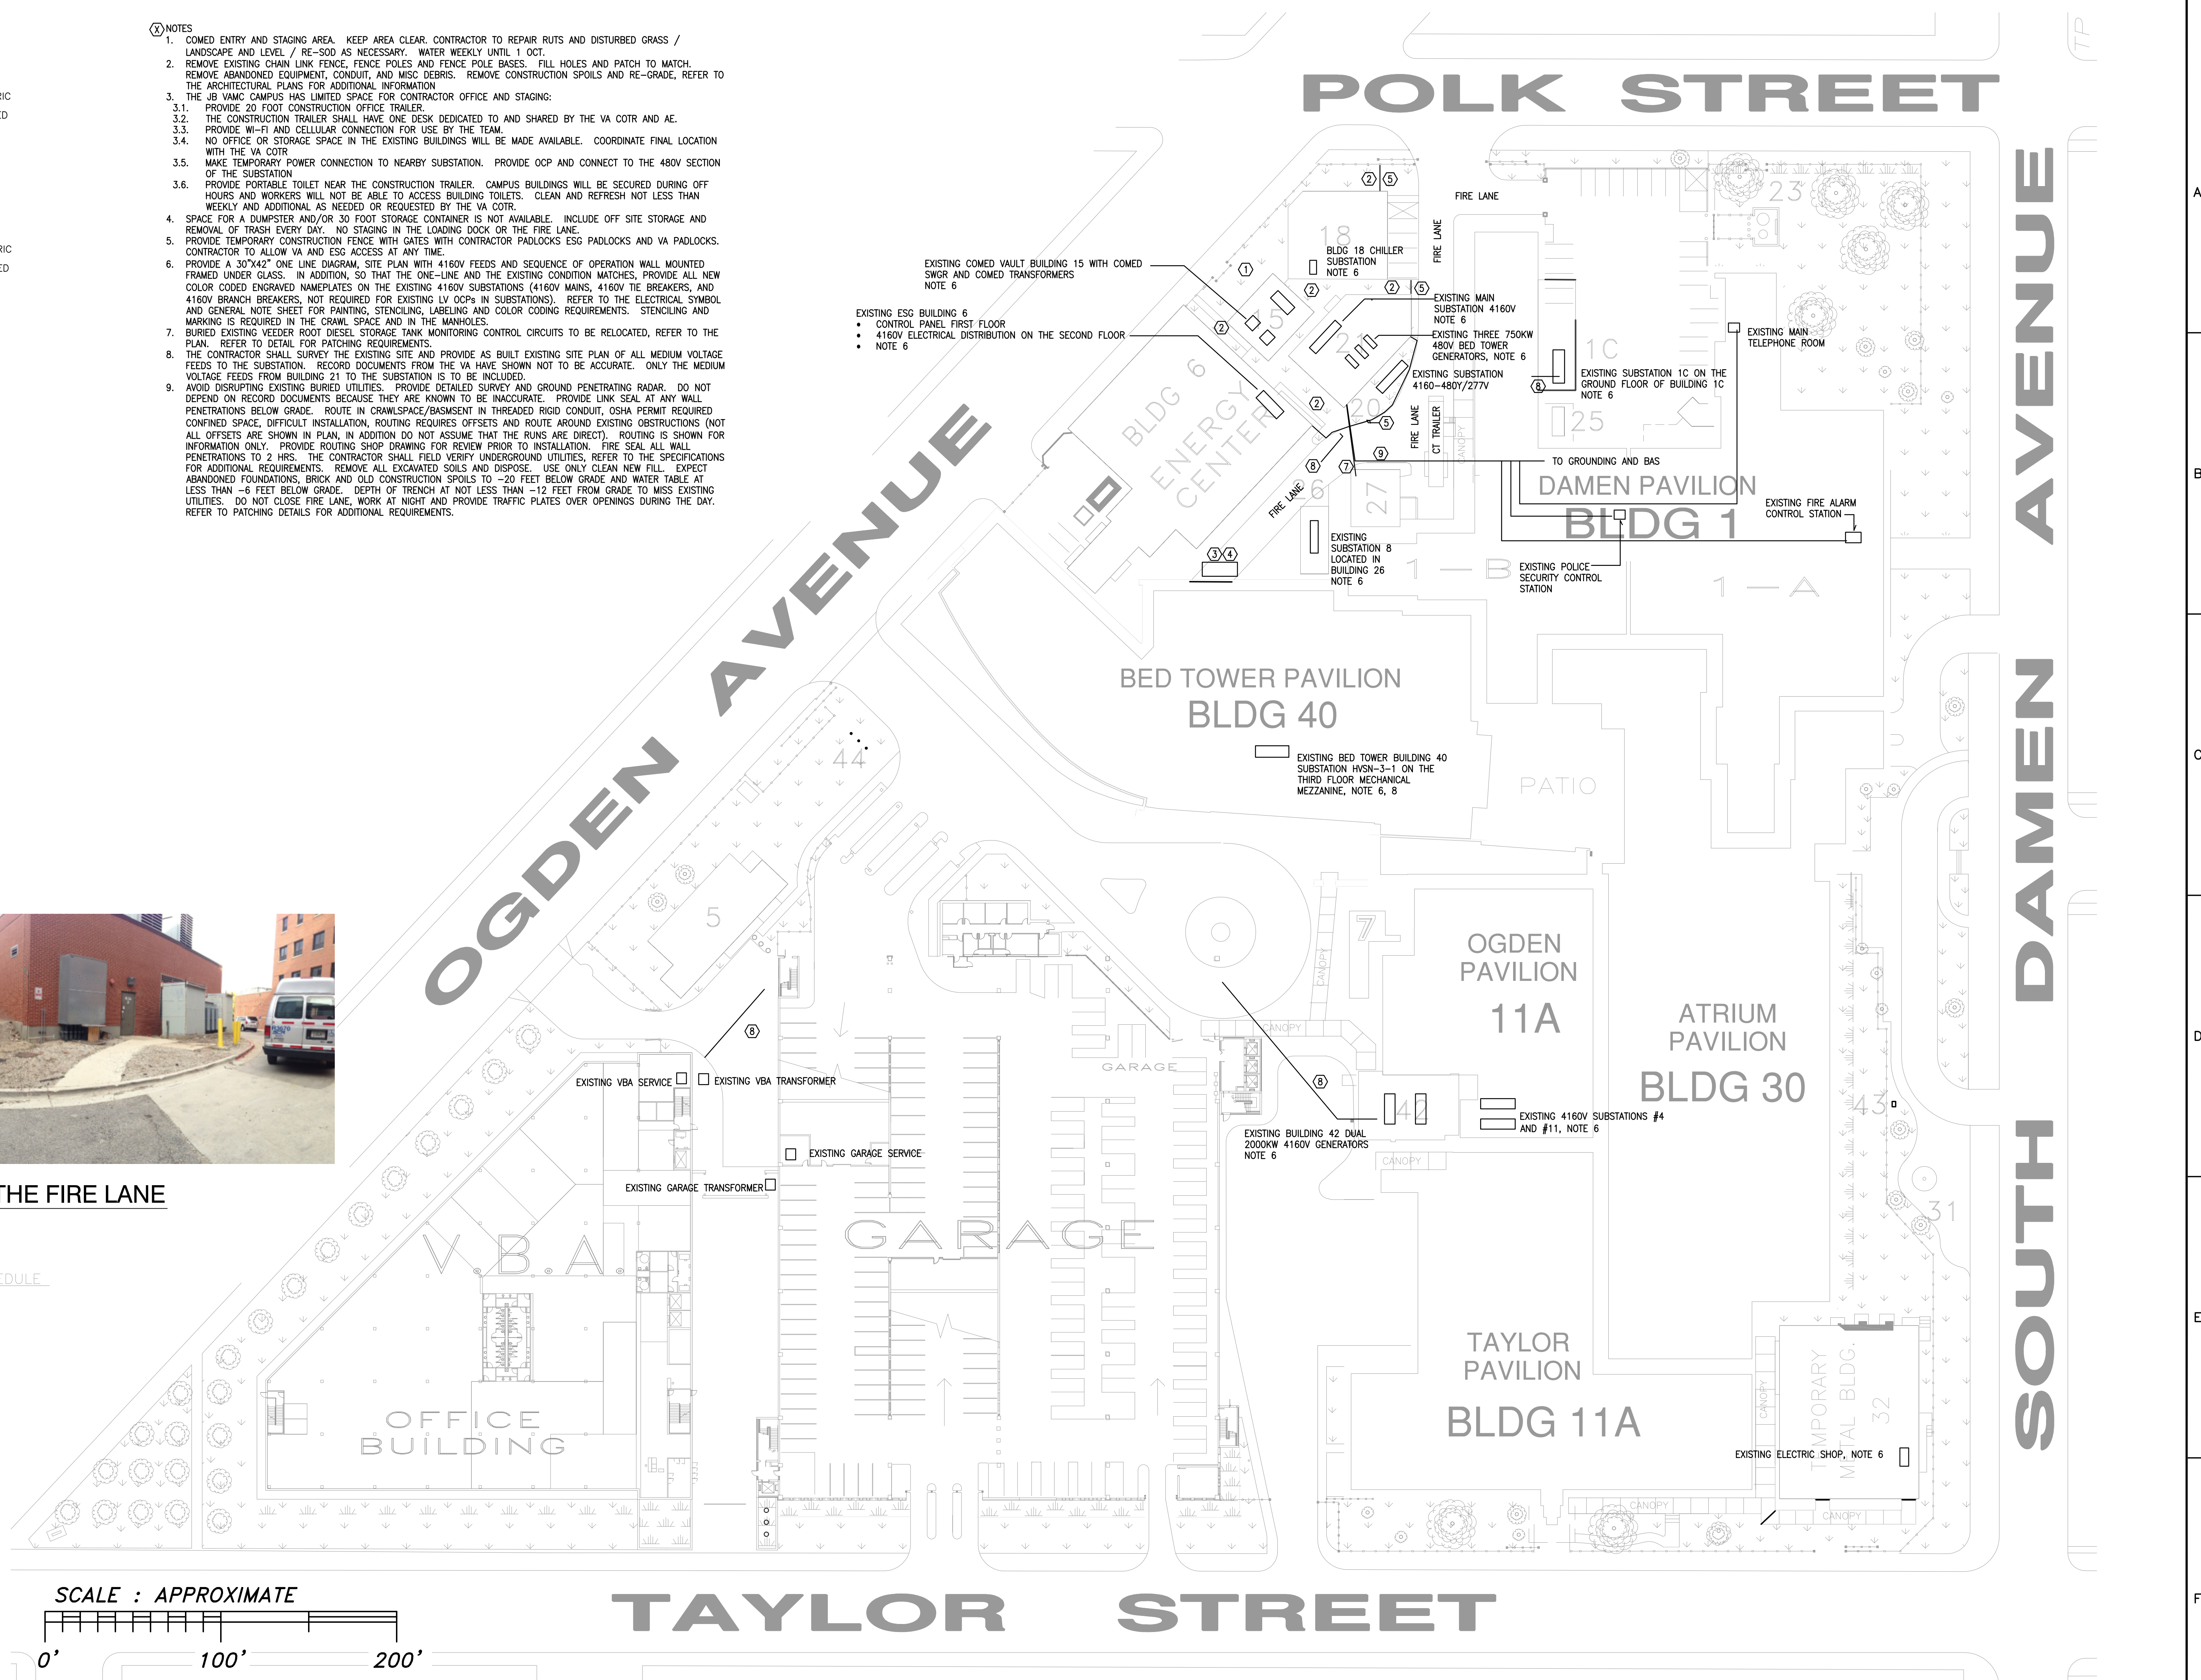 RIC
ED
RIC
ED
X NOTES
1. COMED ENTRY AND STAGING AREA. KEEP AREA CLEAR. CONTRACTOR TO REPAIR RUTS AND DISTURBED GRASS /
LANDSCAPE AND LEVEL / RE-SOD AS NECESSARY. WATER WEEKLY UNTIL 1 OCT.
2. REMOVE EXISTING CHAIN LINK FENCE, FENCE POLES AND FENCE POLE BASES. FILL HOLES AND PATCH TO MATCH.
REMOVE ABANDONED EQUIPMENT, CONDUIT, AND MISC DEBRIS. REMOVE CONSTRUCTION SPOILS AND RE-GRADE, REFER TO
THE ARCHITECTURAL PLANS FOR ADDITIONAL INFORMATION
3. THE JB VAMC CAMPUS HAS LIMITED SPACE FOR CONTRACTOR OFFICE AND STAGING:
3.1. PROVIDE 20 FOOT CONSTRUCTION OFFICE TRAILER.
3.2. THE CONSTRUCTION TRAILER SHALL HAVE ONE DESK DEDICATED TO AND SHARED BY THE VA COTR AND AE.
3.3. PROVIDE WI-FI AND CELLULAR CONNECTION FOR USE BY THE TEAM.
3.4. NO OFFICE OR STORAGE SPACE IN THE EXISTING BUILDINGS WILL BE MADE AVAILABLE. COORDINATE FINAL LOCATION
WITH THE VA COTR
3.5. MAKE TEMPORARY POWER CONNECTION TO NEARBY SUBSTATION. PROVIDE OCP AND CONNECT TO THE 480V SECTION
OF THE SUBSTATION
3.6. PROVIDE PORTABLE TOILET NEAR THE CONSTRUCTION TRAILER. CAMPUS BUILDINGS WILL BE SECURED DURING OFF
HOURS AND WORKERS WILL NOT BE ABLE TO ACCESS BUILDING TOILETS. CLEAN AND REFRESH NOT LESS THAN
WEEKLY AND ADDITIONAL AS NEEDED OR REQUESTED BY THE VA COTR.
4. SPACE FOR A DUMPSTER AND/OR 30 FOOT STORAGE CONTAINER IS NOT AVAILABLE. INCLUDE OFF SITE STORAGE AND
REMOVAL OF TRASH EVERY DAY. NO STAGING IN THE LOADING DOCK OR THE FIRE LANE.
5. PROVIDE TEMPORARY CONSTRUCTION FENCE WITH GATES WITH CONTRACTOR PADLOCKS ESG PADLOCKS AND VA PADLOCKS.
CONTRACTOR TO ALLOW VA AND ESG ACCESS AT ANY TIME.
6. PROVIDE A 30"X42" ONE LINE DIAGRAM, SITE PLAN WITH 4160V FEEDS AND SEQUENCE OF OPERATION WALL MOUNTED
FRAMED UNDER GLASS. IN ADDITION, SO THAT THE ONE-LINE AND THE EXISTING CONDITION MATCHES, PROVIDE ALL NEW
COLOR CODED ENGRAVED NAMEPLATES ON THE EXISTING 4160V SUBSTATIONS (4160V MAINS, 4160V TIE BREAKERS, AND
4160V BRANCH BREAKERS, NOT REQUIRED FOR EXISTING LV OCPs IN SUBSTATIONS). REFER TO THE ELECTRICAL SYMBOL
AND GENERAL NOTE SHEET FOR PAINTING, STENCILING, LABELING AND COLOR CODING REQUIREMENTS. STENCILING AND
MARKING IS REQUIRED IN THE CRAWL SPACE AND IN THE MANHOLES.
7. BURIED EXISTING VEEDER ROOT DIESEL STORAGE TANK MONITORING CONTROL CIRCUITS TO BE RELOCATED, REFER TO THE
PLAN. REFER TO DETAIL FOR PATCHING REQUIREMENTS.
8. THE CONTRACTOR SHALL SURVEY THE EXISTING SITE AND PROVIDE AS BUILT EXISTING SITE PLAN OF ALL MEDIUM VOLTAGE
FEEDS TO THE SUBSTATION. RECORD DOCUMENTS FROM THE VA HAVE SHOWN NOT TO BE ACCURATE. ONLY THE MEDIUM
VOLTAGE FEEDS FROM BUILDING 21 TO THE SUBSTATION IS TO BE INCLUDED.
9. AVOID DISRUPTING EXISTING BURIED UTILITIES. PROVIDE DETAILED SURVEY AND GROUND PENETRATING RADAR. DO NOT
DEPEND ON RECORD DOCUMENTS BECAUSE THEY ARE KNOWN TO BE INACCURATE. PROVIDE LINK SEAL AT ANY WALL
PENETRATIONS BELOW GRADE. ROUTE IN CRAWLSPACE/BASMSENT IN THREADED RIGID CONDUIT, OSHA PERMIT REQUIRED
CONFINED SPACE, DIFFICULT INSTALLATION, ROUTING REQUIRES OFFSETS AND ROUTE AROUND EXISTING OBSTRUCTIONS (NOT
ALL OFFSETS ARE SHOWN IN PLAN, IN ADDITION DO NOT ASSUME THAT THE RUNS ARE DIRECT). ROUTING IS SHOWN FOR
INFORMATION ONLY. PROVIDE ROUTING SHOP DRAWING FOR REVIEW PRIOR TO INSTALLATION. FIRE SEAL ALL WALL
PENETRATIONS TO 2 HRS. THE CONTRACTOR SHALL FIELD VERIFY UNDERGROUND UTILITIES, REFER TO THE SPECIFICATIONS
FOR ADDITIONAL REQUIREMENTS. REMOVE ALL EXCAVATED SOILS AND DISPOSE. USE ONLY CLEAN NEW FILL. EXPECT
ABANDONED FOUNDATIONS, BRICK AND OLD CONSTRUCTION SPOILS TO -20 FEET BELOW GRADE AND WATER TABLE AT
LESS THAN -6 FEET BELOW GRADE. DEPTH OF TRENCH AT NOT LESS THAN -12 FEET FROM GRADE TO MISS EXISTING
UTILITIES. DO NOT CLOSE FIRE LANE, WORK AT NIGHT AND PROVIDE TRAFFIC PLATES OVER OPENINGS DURING THE DAY.
REFER TO PATCHING DETAILS FOR ADDITIONAL REQUIREMENTS.
TP
POLK STREET
A
23
2 5
FIRE LANE
FIRE LANE
18
BLDG 18 CHILLER
SUBSTATION
NOTE 6
EXISTING COMED VAULT BUILDING 15 WITH COMED
SWGR AND COMED TRANSFORMERS
NOTE 6
1
2
2 5
15
2
EXISTING MAIN
SUBSTATION 4160V
NOTE 6
EXISTING ESG BUILDING 6
• CONTROL PANEL FIRST FLOOR
• 4160V ELECTRICAL DISTRIBUTION ON THE SECOND FLOOR
• NOTE 6
2
EXISTING THREE 750KW
480V BED TOWER
GENERATORS, NOTE 6
EXISTING SUBSTATION
4160-480Y/277V
1C
EXISTING MAIN
TELEPHONE ROOM
EXISTING SUBSTATION 1C ON THE
GROUND FLOOR OF BUILDING 1C
NOTE 6
8
BLDG 6
ENERGY
CENTER
2
20
5
FIRE LANE
CT TRAILER
CANOPY
25
9
8
7
TO GROUNDING AND BAS
B
FIRE LANE
26
27
DAMEN PAVILION
BLDG 1
EXISTING FIRE ALARM
CONTROL STATION
3 4
EXISTING
SUBSTATION 8
LOCATED IN
BUILDING 26
NOTE 6
1-B
EXISTING POLICE
SECURITY CONTROL
STATION
1-A
OGDEN AVENUE
SOUTH DAMEN AVENUE
BED TOWER PAVILION
BLDG 40
EXISTING BED TOWER BUILDING 40
SUBSTATION HVSN-3-1 ON THE
THIRD FLOOR MECHANICAL
MEZZANINE, NOTE 6, 8
PATIO
C
44
5
7
CANOPY
OGDEN
PAVILION
11A
ATRIUM
PAVILION
BLDG 30
D
8
CANOPY
GARAGE
EXISTING VBA SERVICE
EXISTING VBA TRANSFORMER
8
42
43
EXISTING 4160V SUBSTATIONS #4
AND #11, NOTE 6
EXISTING BUILDING 42 DUAL
2000KW 4160V GENERATORS
NOTE 6
CANOPY
EXISTING GARAGE SERVICE
EXISTING GARAGE TRANSFORMER
THE FIRE LANE
EDULE
V.B.A.
GARAGE
31
E
TAYLOR
PAVILION
BLDG 11A
CANOPY
TEMPORARY
METAL BLDG.
32
OFFICE
BUILDING
EXISTING ELECTRIC SHOP, NOTE 6
CANOPY
CANOPY
SCALE : APPROXIMATE
0' 100' 200'
TAYLOR STREET
F